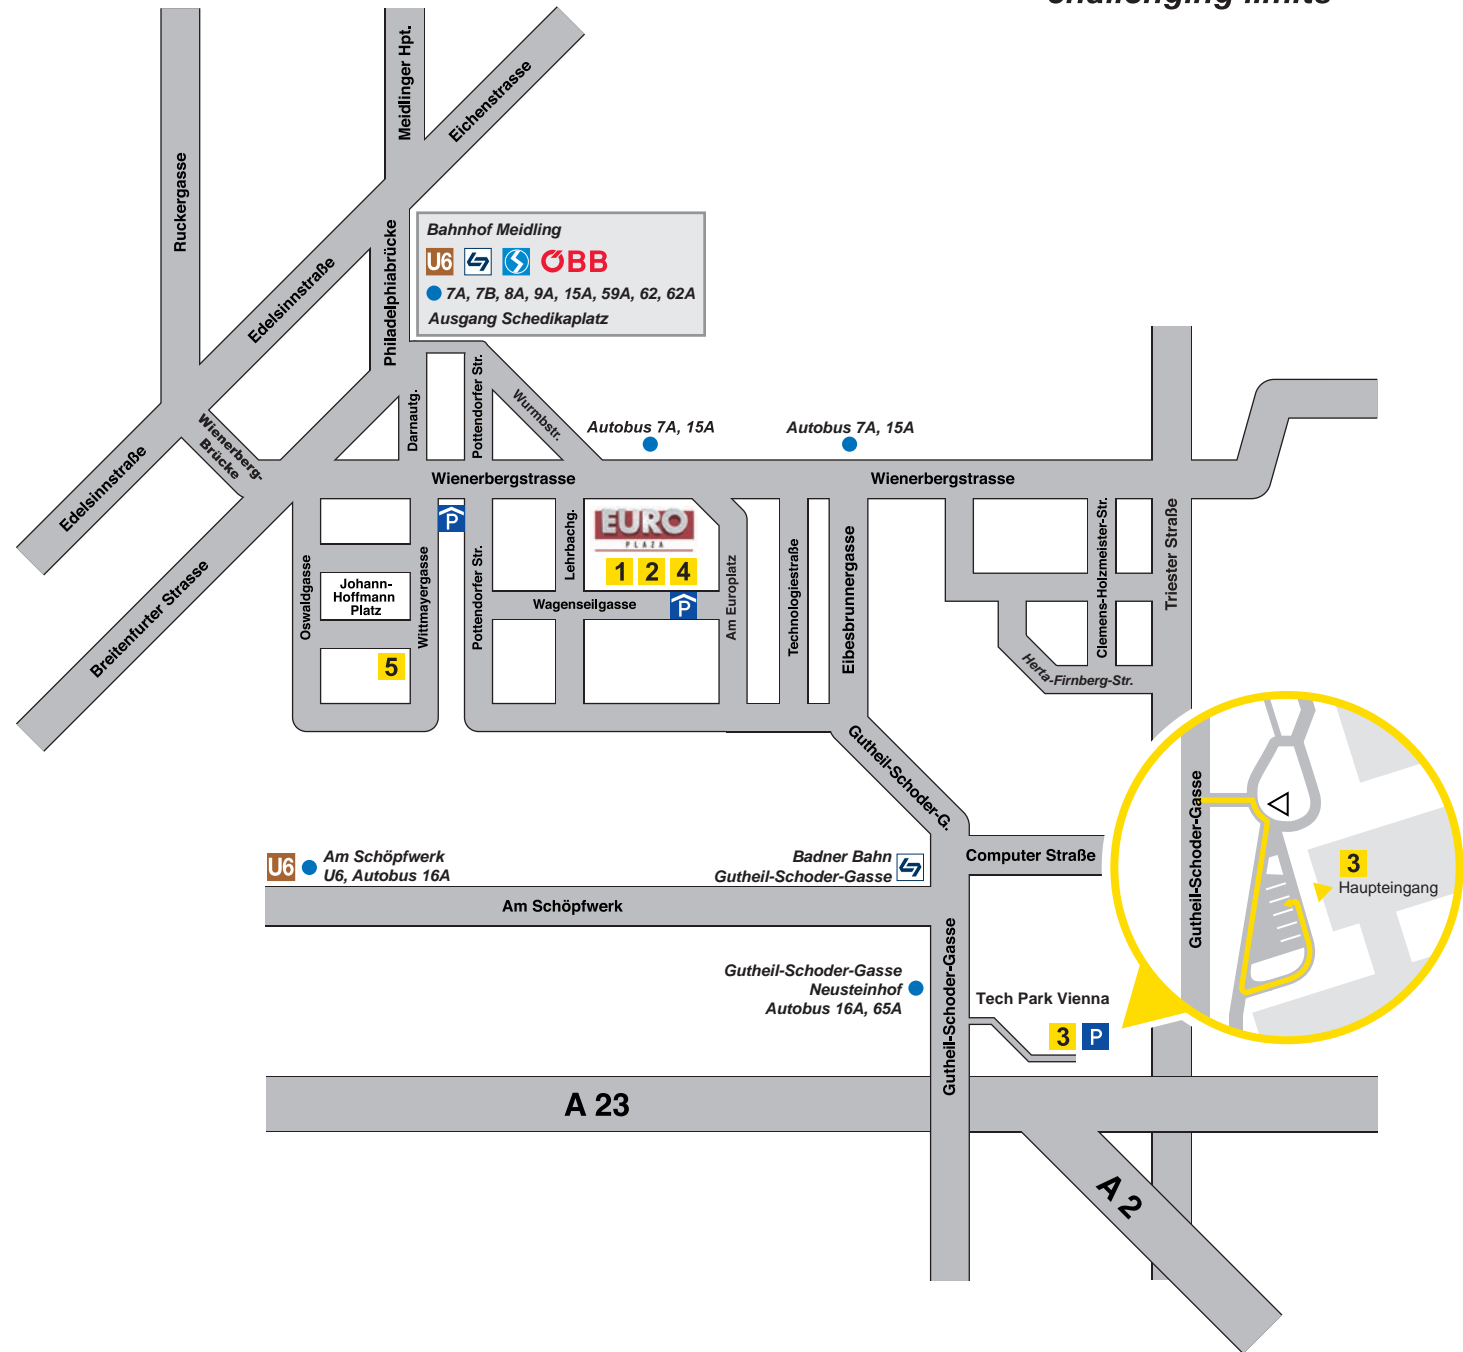 challenging limits
Meidlinger Hpt.
Eichenstrasse
Ruckergasse
Philadelphiabrücke
Edelsinnstraße
Bahnhof Meidling
U6 ÖBB
7A, 7B, 8A, 9A, 15A, 59A, 62, 62A
Ausgang Schedikaplatz
Darnautg.
Pottendorfer Str.
Wurmbstr.
Autobus 7A, 15A
Autobus 7A, 15A
Wienerberg-
Brücke
Edelsinnstraße
Breitenfurter Strasse
Wienerbergstrasse
Wienerbergstrasse
P
EURO
PLAZA
1 2 4
Oswaldgasse
Johann-
Hoffmann
Platz
Wittmayergasse
5
Pottendorfer Str.
Lehrbachg.
Wagenseilgasse
P
Am Europlatz
Technologiestraße
Eibesbrunnergasse
Clemens-Holzmeister-Str.
Triester Straße
Herta-Firnberg-Str.
Gutheil-Schoder-G.
Gutheil-Schoder-Gasse
3
Haupteingang
U6
Am Schöpfwerk
U6, Autobus 16A
Badner Bahn
Gutheil-Schoder-Gasse
Computer Straße
Am Schöpfwerk
Gutheil-Schoder-Gasse
Gutheil-Schoder-Gasse
Neusteinhof
Autobus 16A, 65A
Tech Park Vienna
3 P
A 23
A 2